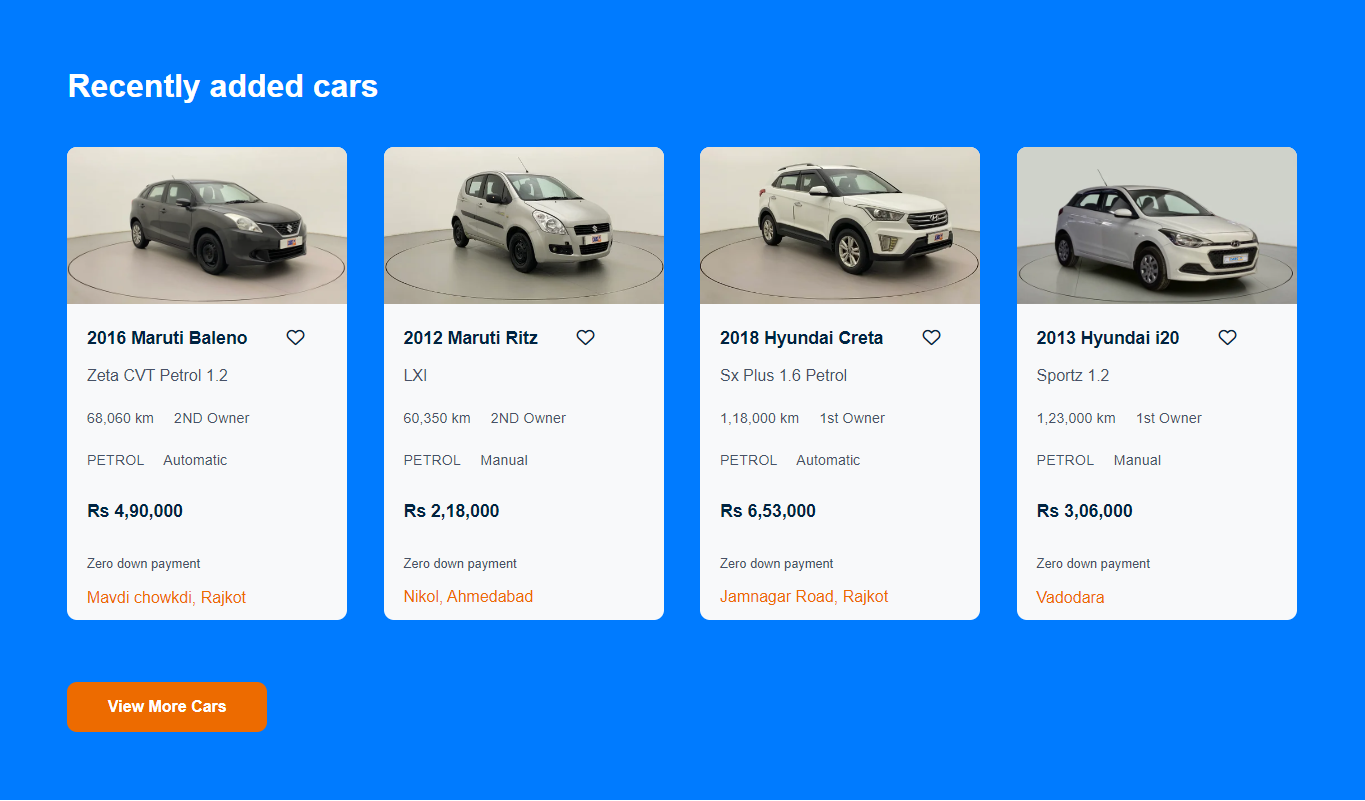 Recently added cars
2016 Maruti Baleno
Zeta CVT Petrol 1.2
68,060 km 2ND Owner
PETROL Automatic
Rs 4,90,000
Zero down payment
Mavdi chowkdi, Rajkot
2012 Maruti Ritz
LXI
60,350 km 2ND Owner
PETROL Manual
Rs 2,18,000
Zero down payment
Nikol, Ahmedabad
2018 Hyundai Creta
Sx Plus 1.6 Petrol
1,18,000 km 1st Owner
PETROL Automatic
Rs 6,53,000
Zero down payment
Jamnagar Road, Rajkot
2013 Hyundai i20
Sportz 1.2
1,23,000 km 1st Owner
PETROL Manual
Rs 3,06,000
Zero down payment
Vadodara
View More Cars